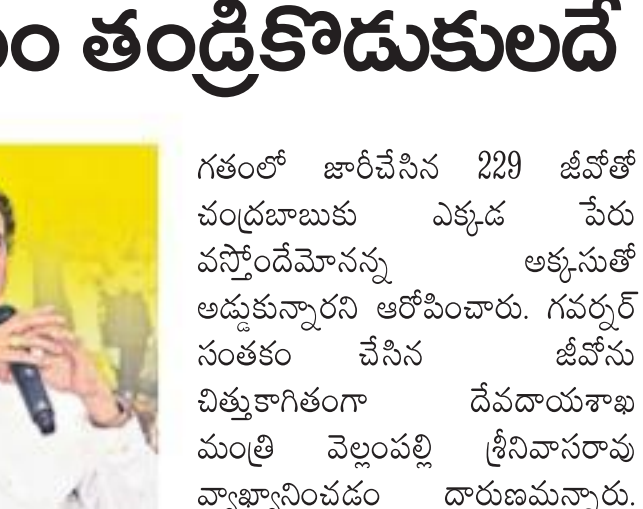 తండ్రికొడుకులదే
గతంలో జారీచేసిన 229 జీవోతో
చంద్రబాబుకు ఎక్కడ పేరు
వస్తోందేమోనన్న అక్కసుతో
అడ్డుకున్నారని ఆరోపించారు. గవర్నర్
సంతకం చేసిన జీవోను
చిత్తుకాగితంగా దేవదాయశాఖ
మంత్రి వెల్లంపల్లి శ్రీనివాసరావు
వ్యాఖ్యానించడం దారుణమన్నారు.